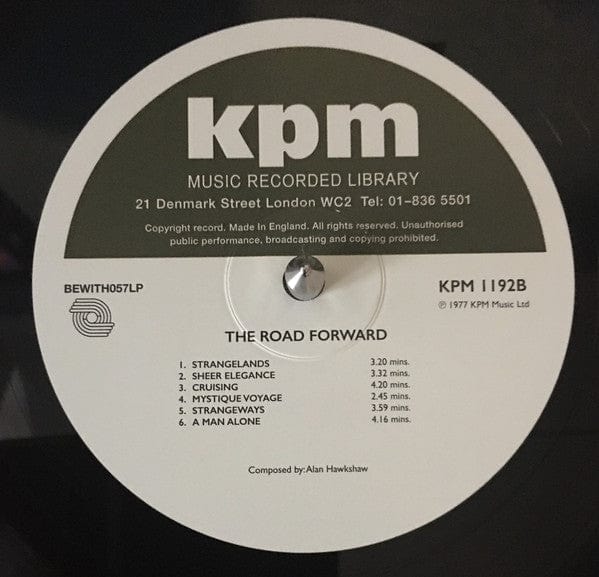 kpm
MUSIC RECORDED LIBRARY
21 Denmark Street London WC2 Tel: 01-836 5501
Copyright record. Made In England. All rights reserved. Unauthorised
public performance, broadcasting and copying prohibited.
BEWITH057LP
KPM 1192B
℗ 1977 KPM Music Ltd
THE ROAD FORWARD
1. STRANGELANDS 3.20 mins.
2. SHEER ELEGANCE 3.32 mins.
3. CRUISING 4.20 mins.
4. MYSTIQUE VOYAGE 2.45 mins.
5. STRANGEWAYS 3.59 mins.
6. A MAN ALONE 4.16 mins.
Composed by: Alan Hawkshaw